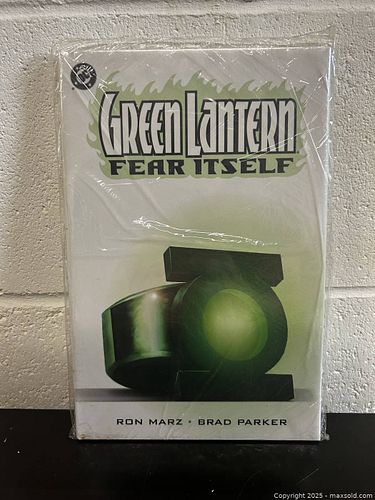 GREEN LANTERN
FEAR ITSELF
RON MARZ • BRAD PARKER
Copyright 2025 - maxsold.com